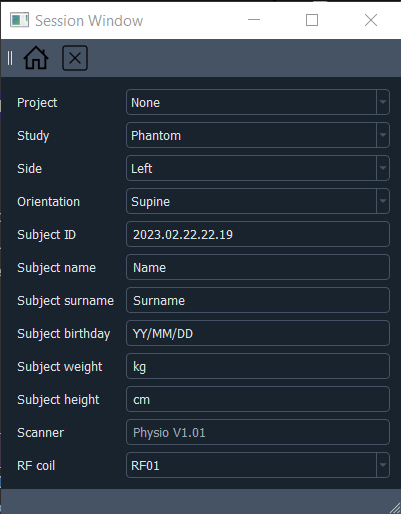 Session Window
Project None
Study Phantom
Side Left
Orientation Supine
Subject ID 2023.02.22.22.19
Subject name Name
Subject surname Surname
Subject birthday YY/MM/DD
Subject weight kg
Subject height cm
Scanner Physio V1.01
RF coil RF01